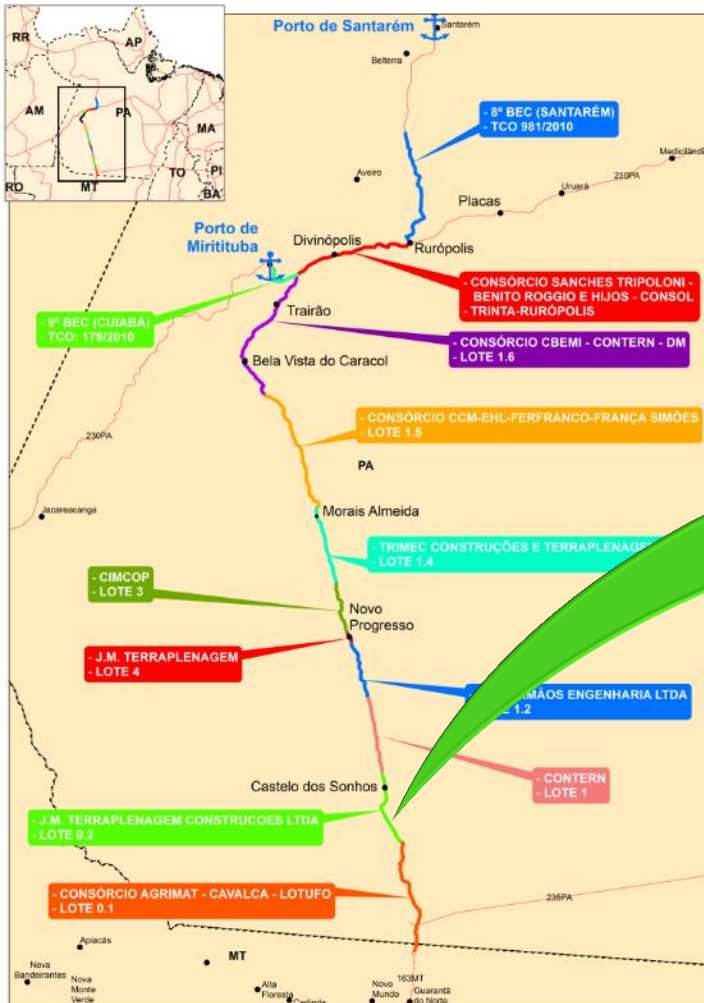 RR
AP
AM
PA
MA
RO
MT
TO
PI
BA
Porto de Santarém
Santarém
Belterra
- 8º BEC (SANTARÉM)
- TCO 981/2010
Medicilândia
Aveiro
230PA
Uruará
Placas
Porto de
Miritituba
Divinópolis
Rurópolis
- CONSÓRCIO SANCHES TRIPOLONI -
BENITO ROGGIO E HIJOS - CONSOL
- TRINTA-RURÓPOLIS
- 9º BEC (CUIABÁ)
- TCO: 179/2010
Trairão
- CONSÓRCIO CBEMI - CONTERN - DM
- LOTE 1.6
Bela Vista do Caracol
- CONSÓRCIO CCM-EHL-FERFRANCO-FRANÇA SIMÕES
- LOTE 1.5
230PA
PA
Jacareacanga
Morais Almeida
- TRIMEC CONSTRUÇÕES E
- LOTE 1.4
- CIMCOP
- LOTE 3
Novo
Progresso
- J.M. TERRAPLENAGEM
- LOTE 4
ENGENHARIA LTDA
1.2
Castelo dos Sonhos
- CONTERN
- LOTE 1
- J.M. TERRAPLENAGEM CONSTRUCOES LTDA
- LOTE 0.2
- CONSÓRCIO AGRIMAT - CAVALCA - LOTUFO
- LOTE 0.1
235PA
Apiacás
MT
Nova
Bandeirantes
Nova
Monte
Verde
163MT
Alta
Floresta
Carlinda
Novo
Mundo
Guarantã
do Norte